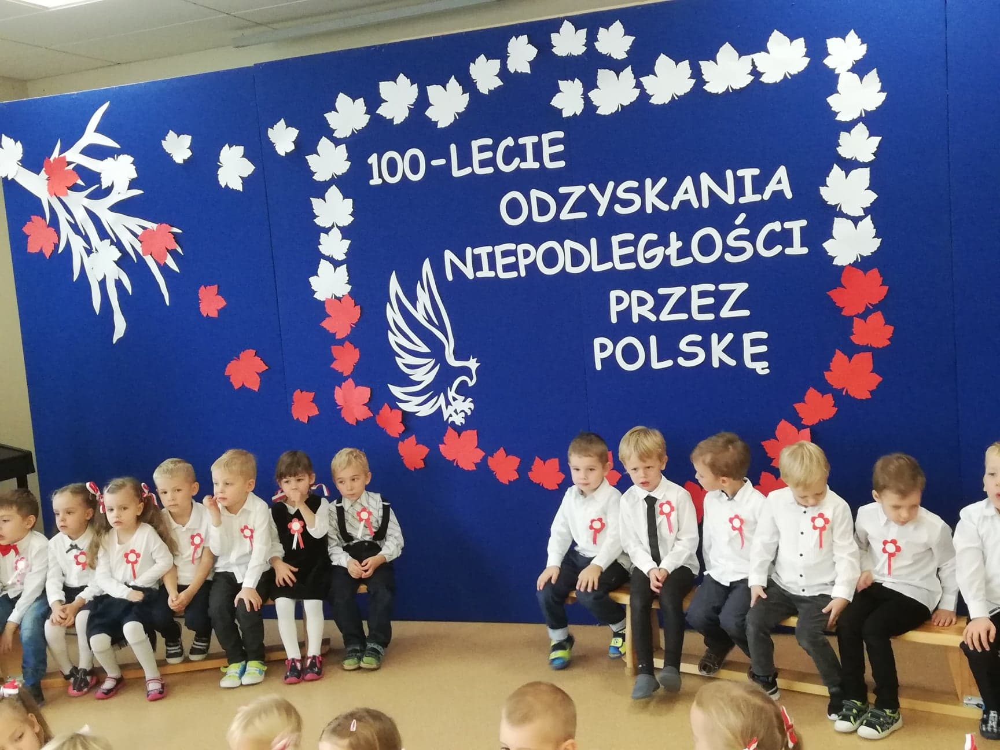 100-LECIE
ODZYSKANIA
NIEPODLEGŁOŚCI
PRZEZ
POLSKĘ